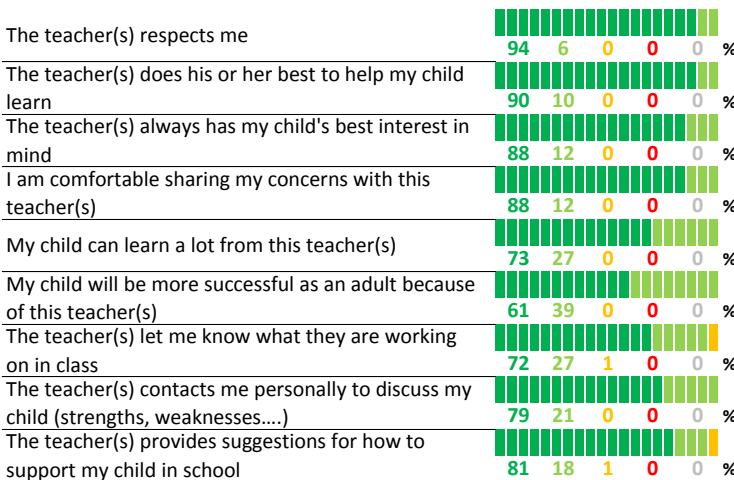 The teacher(s) respects me
94 6 0 0 0 %
The teacher(s) does his or her best to help my child
learn
90 10 0 0 0 %
The teacher(s) always has my child's best interest in
mind
88 12 0 0 0 %
I am comfortable sharing my concerns with this
teacher(s)
88 12 0 0 0 %
My child can learn a lot from this teacher(s)
73 27 0 0 0 %
My child will be more successful as an adult because
of this teacher(s)
61 39 0 0 0 %
The teacher(s) let me know what they are working
on in class
72 27 1 0 0 %
The teacher(s) contacts me personally to discuss my
child (strengths, weaknesses....)
79 21 0 0 0 %
The teacher(s) provides suggestions for how to
support my child in school
81 18 1 0 0 %